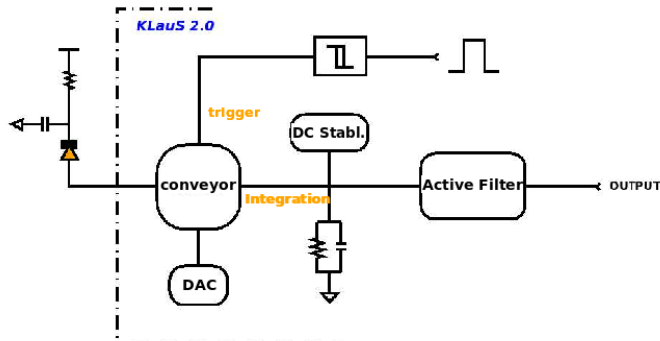 KLauS 2.0
trigger
DC Stabl.
conveyor
Integration
Active Filter
OUTPUT
DAC